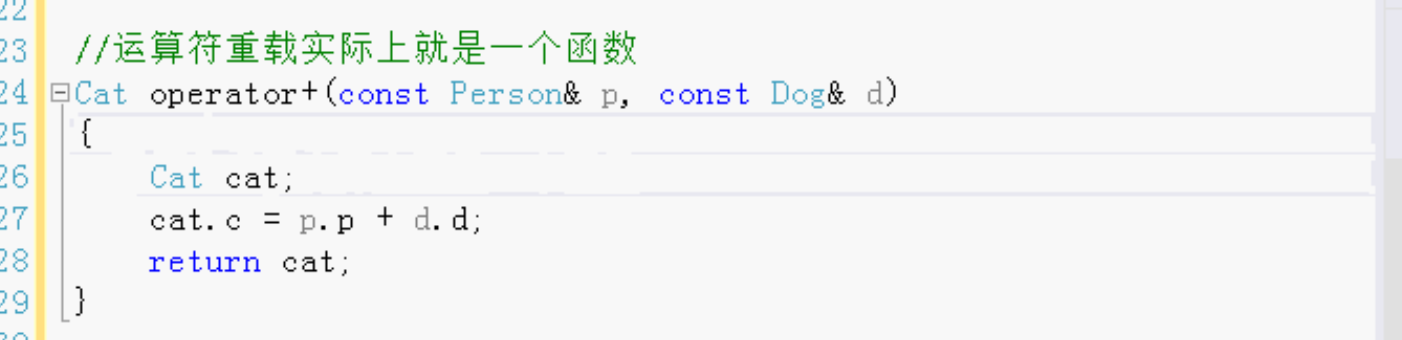 22
23 //运算符重载实际上就是一个函数
24 Cat operator+(const Person& p, const Dog& d)
25 {
26 Cat cat;
27 cat.c = p.p + d.d;
28 return cat;
29 }